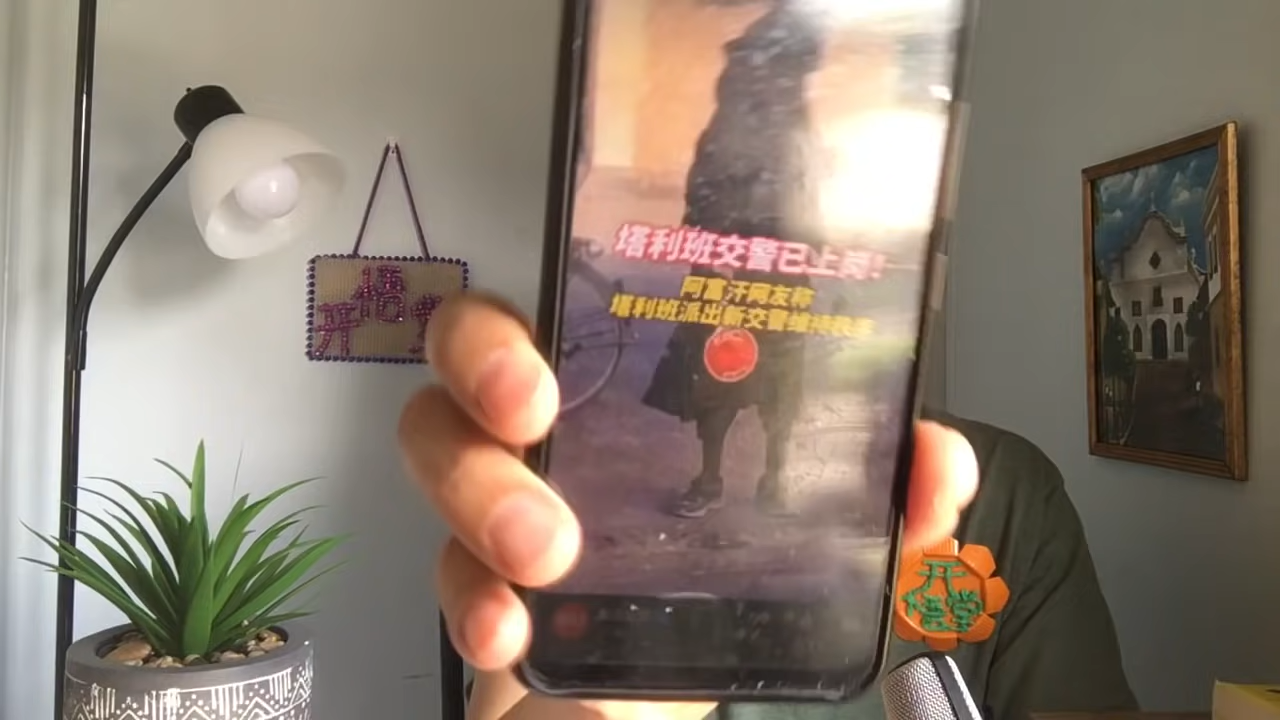 塔利班交警已上岗!
阿富汗网友称
塔利班派出新交警维持秩序
开悟
开
悟堂